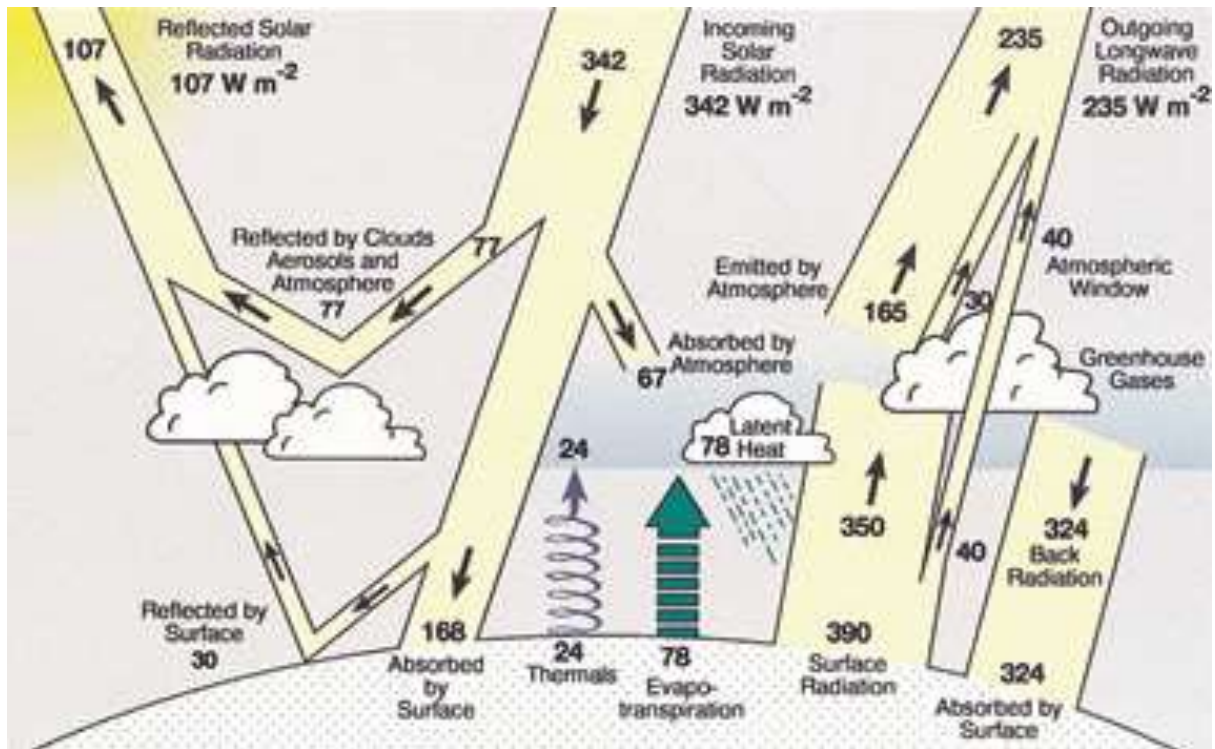 107
Reflected Solar
Radiation
107 W m⁻²
342
Incoming
Solar
Radiation
342 W m⁻²
235
Outgoing
Longwave
Radiation
235 W m⁻²
Reflected by Clouds
Aerosols and
Atmosphere
77
77
Emitted by
Atmosphere
165
30
40
Atmospheric
Window
Absorbed by
Atmosphere
67
Greenhouse
Gases
24
78
Latent
Heat
350
40
324
Back
Radiation
Reflected by
Surface
30
168
Absorbed
by
Surface
24
Thermals
78
Evapo-
transpiration
390
Surface
Radiation
324
Absorbed by
Surface